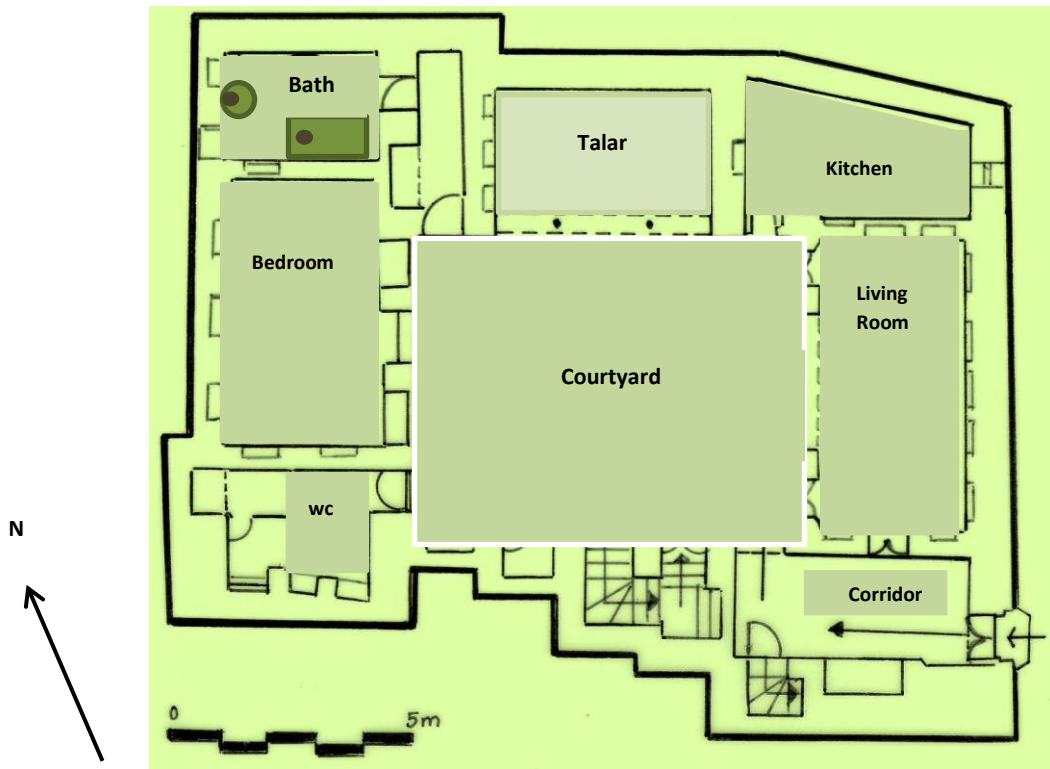 Bath
Talar
Kitchen
Bedroom
Living
Room
Courtyard
wc
N
Corridor
0
5m